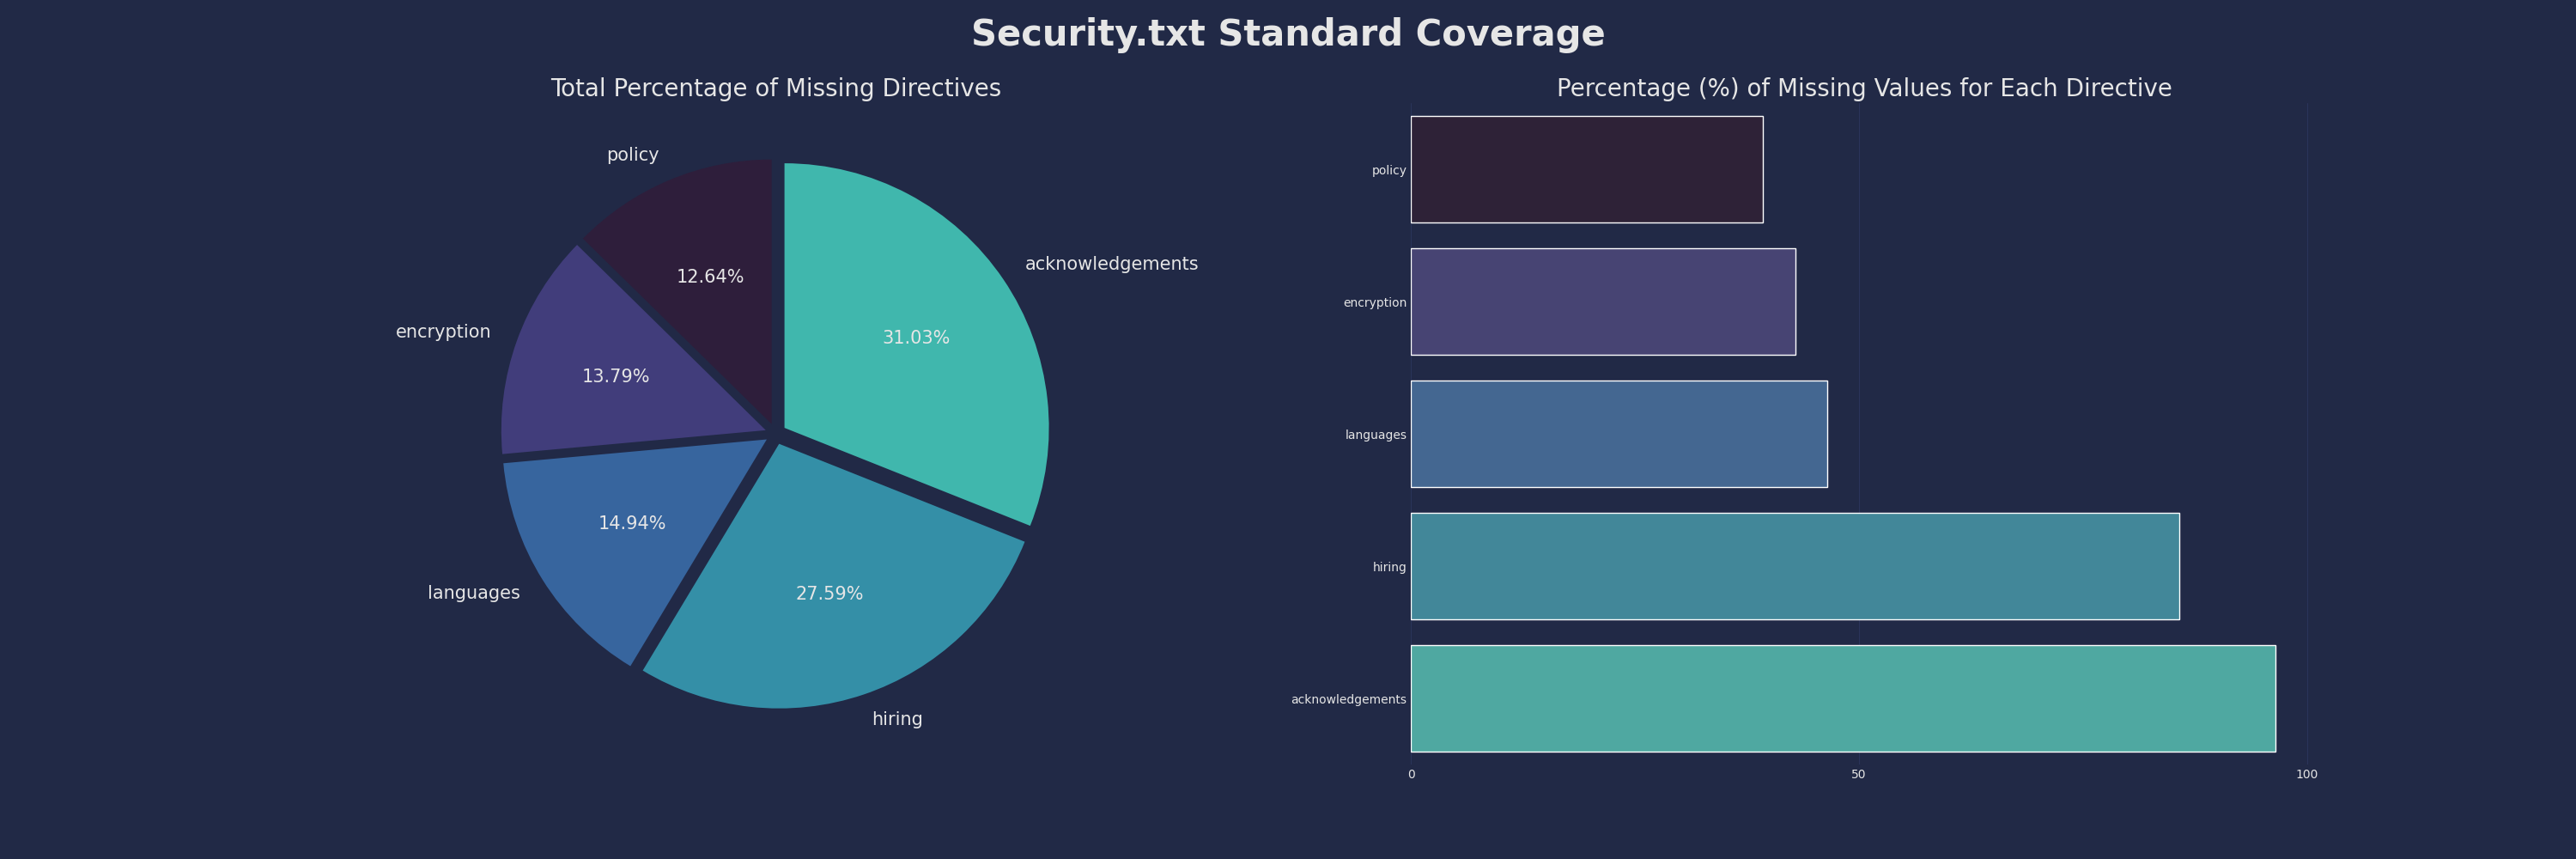 Security.txt Standard Coverage
Total Percentage of Missing Directives
policy
12.64%
acknowledgements
31.03%
encryption
13.79%
languages
14.94%
hiring
27.59%
Percentage (%) of Missing Values for Each Directive
policy
encryption
languages
hiring
acknowledgements
0 50 100